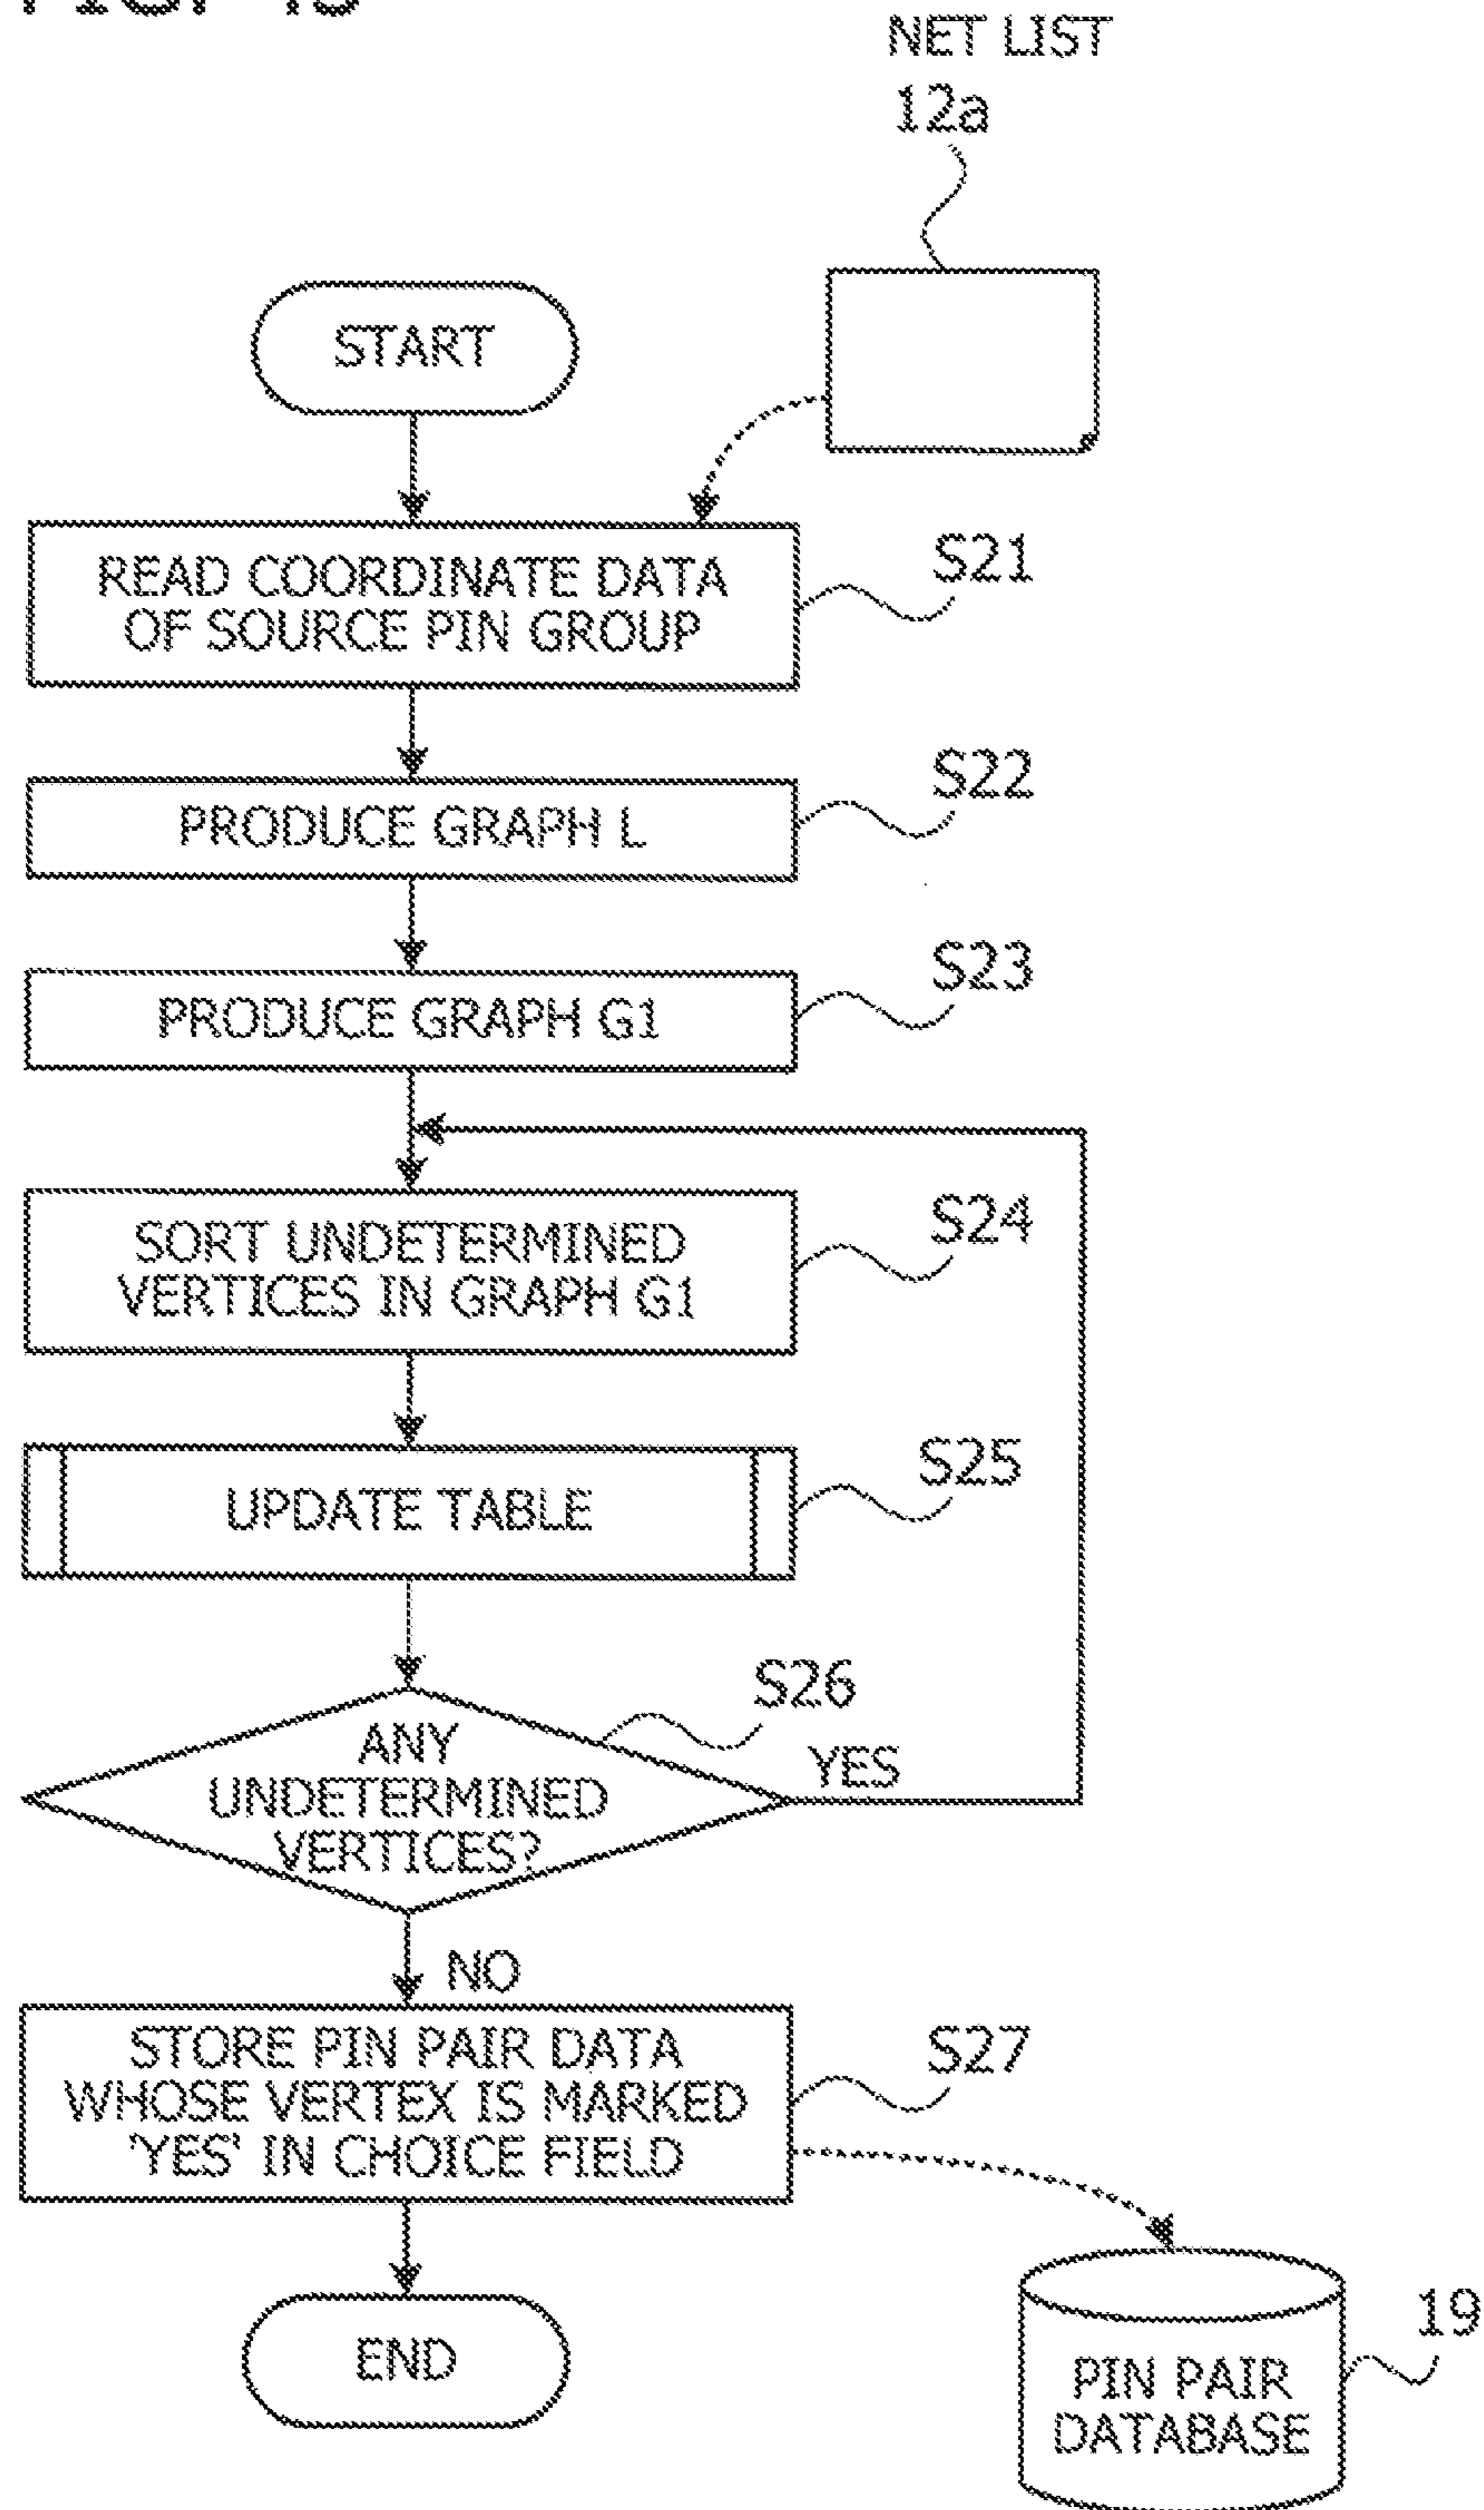 NET LIST
12a
START
READ COORDINATE DATA
OF SOURCE PIN GROUP
S21
PRODUCE GRAPH L
S22
PRODUCE GRAPH G1
S23
SORT UNDETERMINED
VERTICES IN GRAPH G1
S24
UPDATE TABLE
S25
S26
ANY
UNDETERMINED
VERTICES?
YES
NO
STORE PIN PAIR DATA
WHOSE VERTEX IS MARKED
'YES' IN CHOICE FIELD
S27
END
19
PIN PAIR
DATABASE